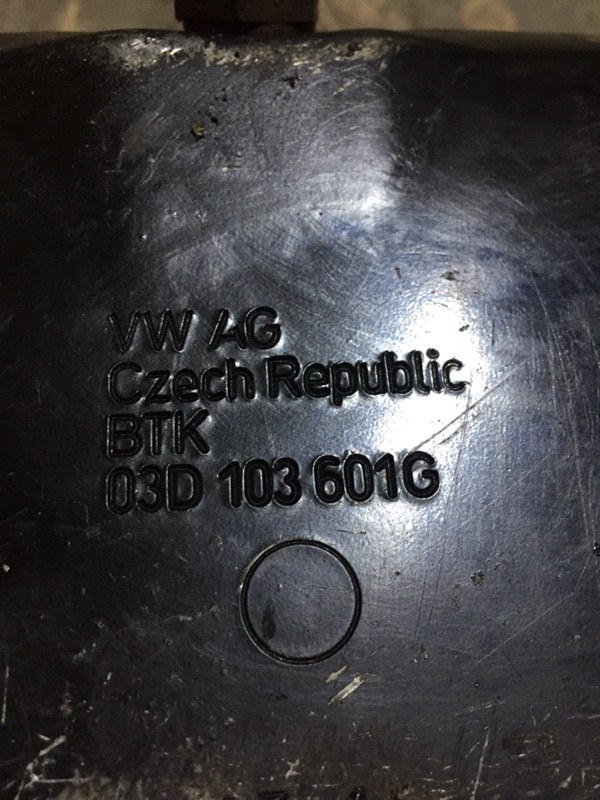 VW AG
Czech Republic
BTK
03D 103 601G